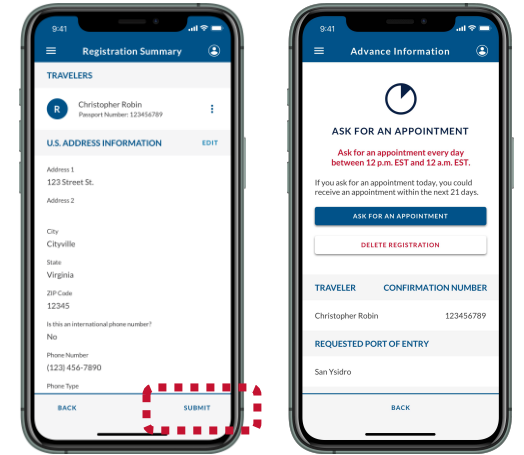 9:41
Registration Summary
TRAVELERS
R
Christopher Robin
Passport Number: 123456789
U.S. ADDRESS INFORMATION EDIT
Address 1
123 Street St.
Address 2
City
Cityville
State
Virginia
ZIP Code
12345
Is this an international phone number?
No
Phone Number
(123) 456-7890
Phone Type
BACK SUBMIT
9:41
Advance Information
ASK FOR AN APPOINTMENT
Ask for an appointment every day
between 12 p.m. EST and 12 a.m. EST.
If you ask for an appointment today, you could
receive an appointment within the next 21 days.
ASK FOR AN APPOINTMENT
DELETE REGISTRATION
TRAVELER CONFIRMATION NUMBER
Christopher Robin 123456789
REQUESTED PORT OF ENTRY
San Ysidro
BACK